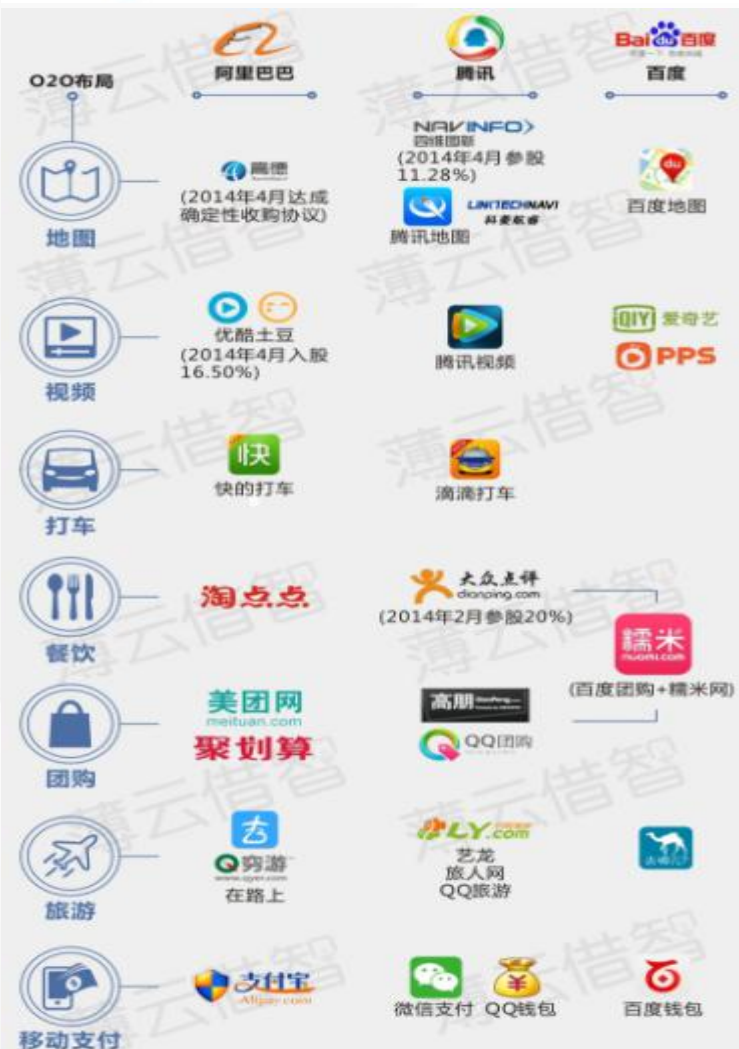 O2O布局
阿里巴巴
腾讯
Bai du 百度
百度
地图
高德
(2014年4月达成
确定性收购协议)
NAVINFO
四维图新
(2014年4月参股
11.28%)
腾讯地图
科菱航睿
du
百度地图
视频
优酷土豆
(2014年4月入股
16.50%)
腾讯视频
QIY 爱奇艺
PPS
打车
快
快的打车
滴滴打车
餐饮
淘点点
大众点评
dianping.com
(2014年2月参股20%)
糯米
nuomi.com
(百度团购+糯米网)
团购
美团网
meituan.com
聚划算
高朋
QQ团购
旅游
穷游
www.qyer.com
在路上
LY.com
艺龙
旅人网
QQ旅游
去哪儿
移动支付
支付宝
Alipay.com
微信支付
QQ钱包
百度钱包
薄云借智